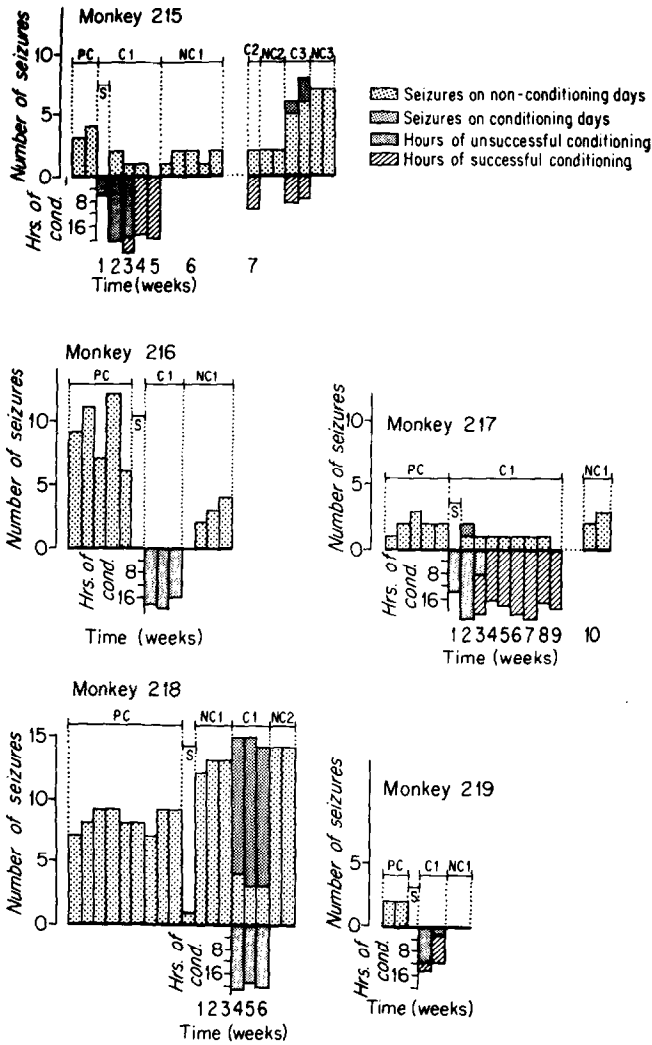 Monkey 215
Number of seizures
10
5
0
PC
C1
NC1
C2
NC2
C3
NC3
S
Hrs. of cond.
8
16
1 2 3 4 5 6 7
Time (weeks)
Seizures on non-conditioning days
Seizures on conditioning days
Hours of unsuccessful conditioning
Hours of successful conditioning
Monkey 216
Number of seizures
10
5
0
PC
S
C1
NC1
Hrs. of cond.
8
16
Time (weeks)
Monkey 217
Number of seizures
10
5
0
PC
S
C1
NC1
Hrs. of cond.
8
16
1 2 3 4 5 6 7 8 9 10
Time (weeks)
Monkey 218
Number of seizures
15
10
5
0
PC
S
NC1
C1
NC2
Hrs. of cond.
8
16
1 2 3 4 5 6
Time (weeks)
Monkey 219
Number of seizures
5
0
PC
S
C1
NC1
Hrs. of cond.
8
16
Time (weeks)